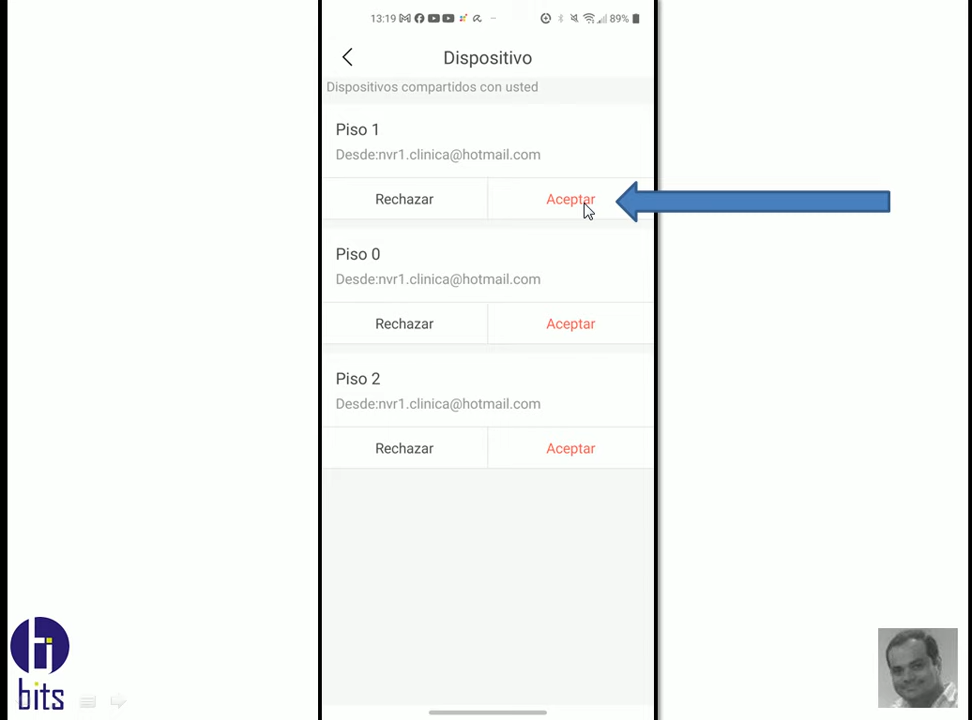 13:19
89%
Dispositivo
Dispositivos compartidos con usted
Piso 1
Desde:nvr1.clinica@hotmail.com
Rechazar Aceptar
Piso 0
Desde:nvr1.clinica@hotmail.com
Rechazar Aceptar
Piso 2
Desde:nvr1.clinica@hotmail.com
Rechazar Aceptar
bits